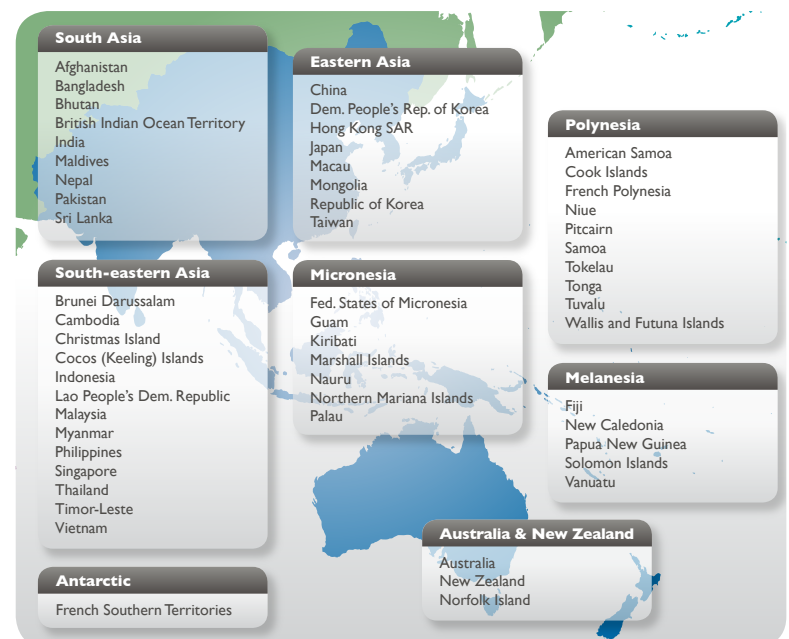 South Asia
Afghanistan
Bangladesh
Bhutan
British Indian Ocean Territory
India
Maldives
Nepal
Pakistan
Sri Lanka
Eastern Asia
China
Dem. People's Rep. of Korea
Hong Kong SAR
Japan
Macau
Mongolia
Republic of Korea
Taiwan
Polynesia
American Samoa
Cook Islands
French Polynesia
Niue
Pitcairn
Samoa
Tokelau
Tonga
Tuvalu
Wallis and Futuna Islands
South-eastern Asia
Brunei Darussalam
Cambodia
Christmas Island
Cocos (Keeling) Islands
Indonesia
Lao People's Dem. Republic
Malaysia
Myanmar
Philippines
Singapore
Thailand
Timor-Leste
Vietnam
Micronesia
Fed. States of Micronesia
Guam
Kiribati
Marshall Islands
Nauru
Northern Mariana Islands
Palau
Melanesia
Fiji
New Caledonia
Papua New Guinea
Solomon Islands
Vanuatu
Australia & New Zealand
Australia
New Zealand
Norfolk Island
Antarctic
French Southern Territories